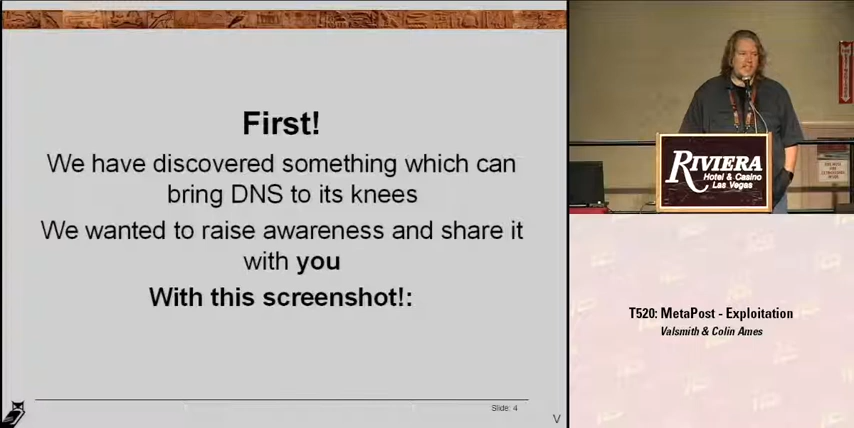 First!
We have discovered something which can
bring DNS to its knees
We wanted to raise awareness and share it
with you
With this screenshot!:
Slide: 4
V
RIVIERA
Hotel & Casino
Las Vegas
T520: MetaPost - Exploitation
Valsmith & Colin Ames